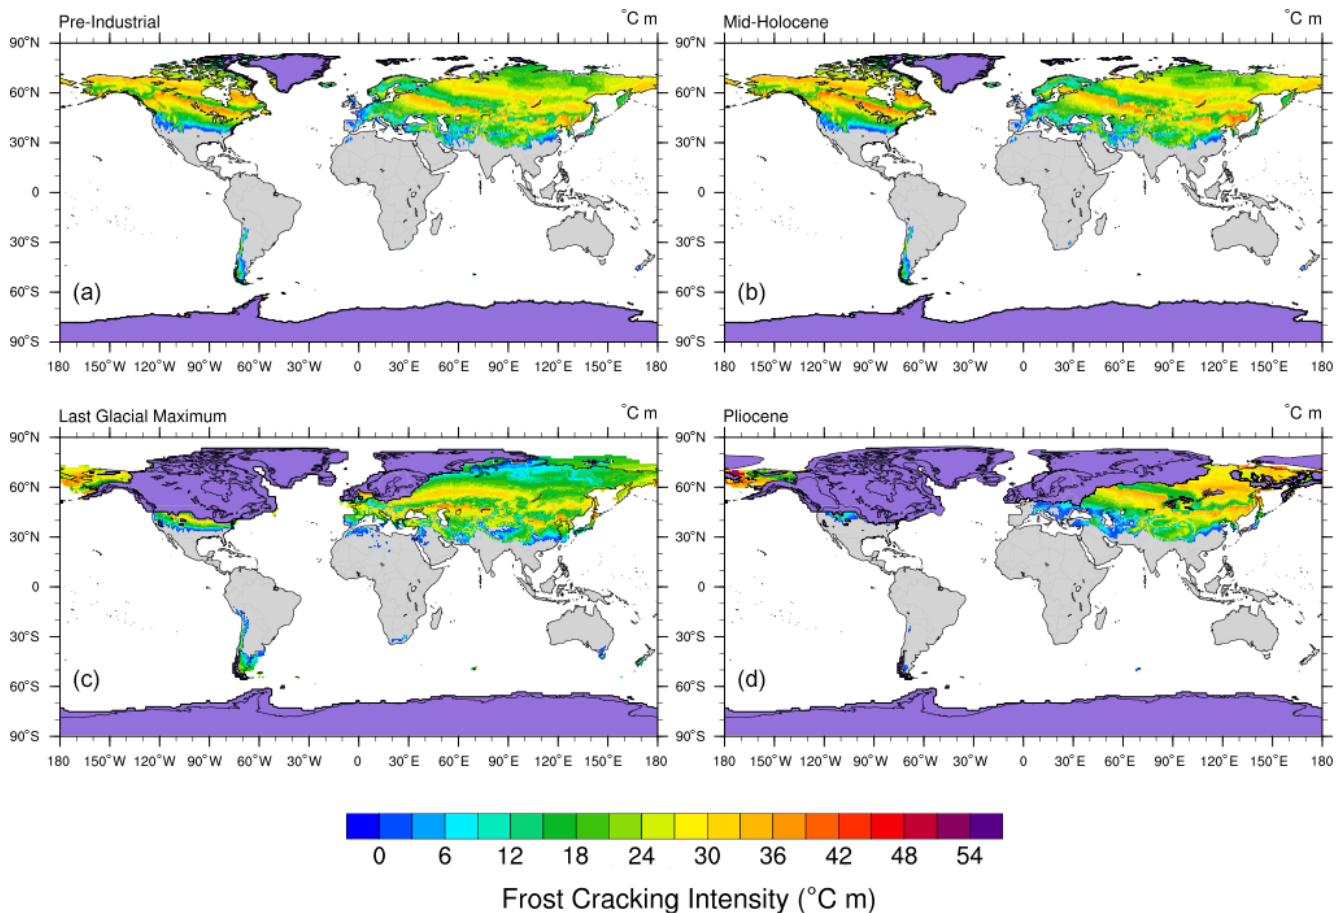 Pre-Industrial °C m
90°N
60°N
30°N
0
30°S
60°S
90°S
(a)
180 150°W 120°W 90°W 60°W 30°W 0 30°E 60°E 90°E 120°E 150°E 180
Mid-Holocene °C m
90°N
60°N
30°N
0
30°S
60°S
90°S
(b)
180 150°W 120°W 90°W 60°W 30°W 0 30°E 60°E 90°E 120°E 150°E 180
Last Glacial Maximum °C m
90°N
60°N
30°N
0
30°S
60°S
90°S
(c)
180 150°W 120°W 90°W 60°W 30°W 0 30°E 60°E 90°E 120°E 150°E 180
Pliocene °C m
90°N
60°N
30°N
0
30°S
60°S
90°S
(d)
180 150°W 120°W 90°W 60°W 30°W 0 30°E 60°E 90°E 120°E 150°E 180
0 6 12 18 24 30 36 42 48 54
Frost Cracking Intensity (°C m)